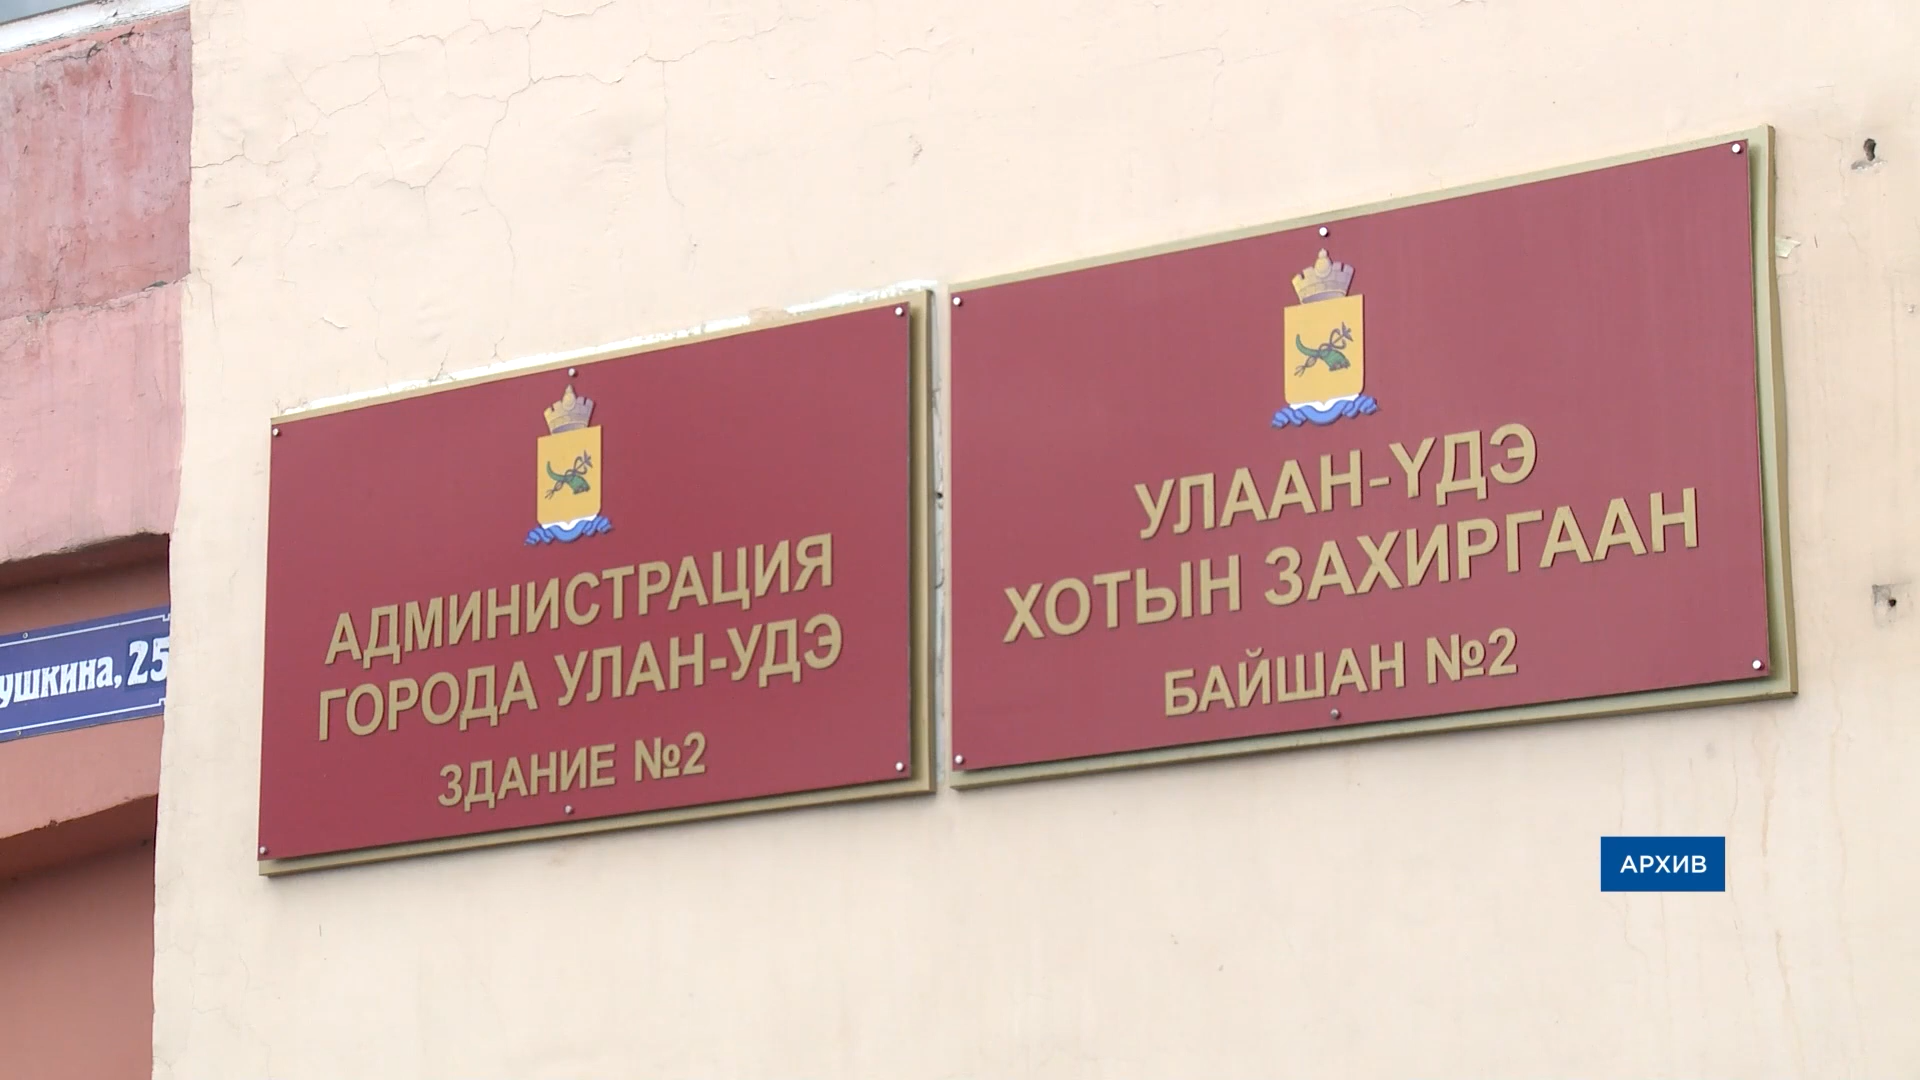 АДМИНИСТРАЦИЯ
ГОРОДА УЛАН-УДЭ
ЗДАНИЕ №2
УЛААН-ҮДЭ
ХОТЫН ЗАХИРГААН
БАЙШАН №2
ушкина, 25
АРХИВ